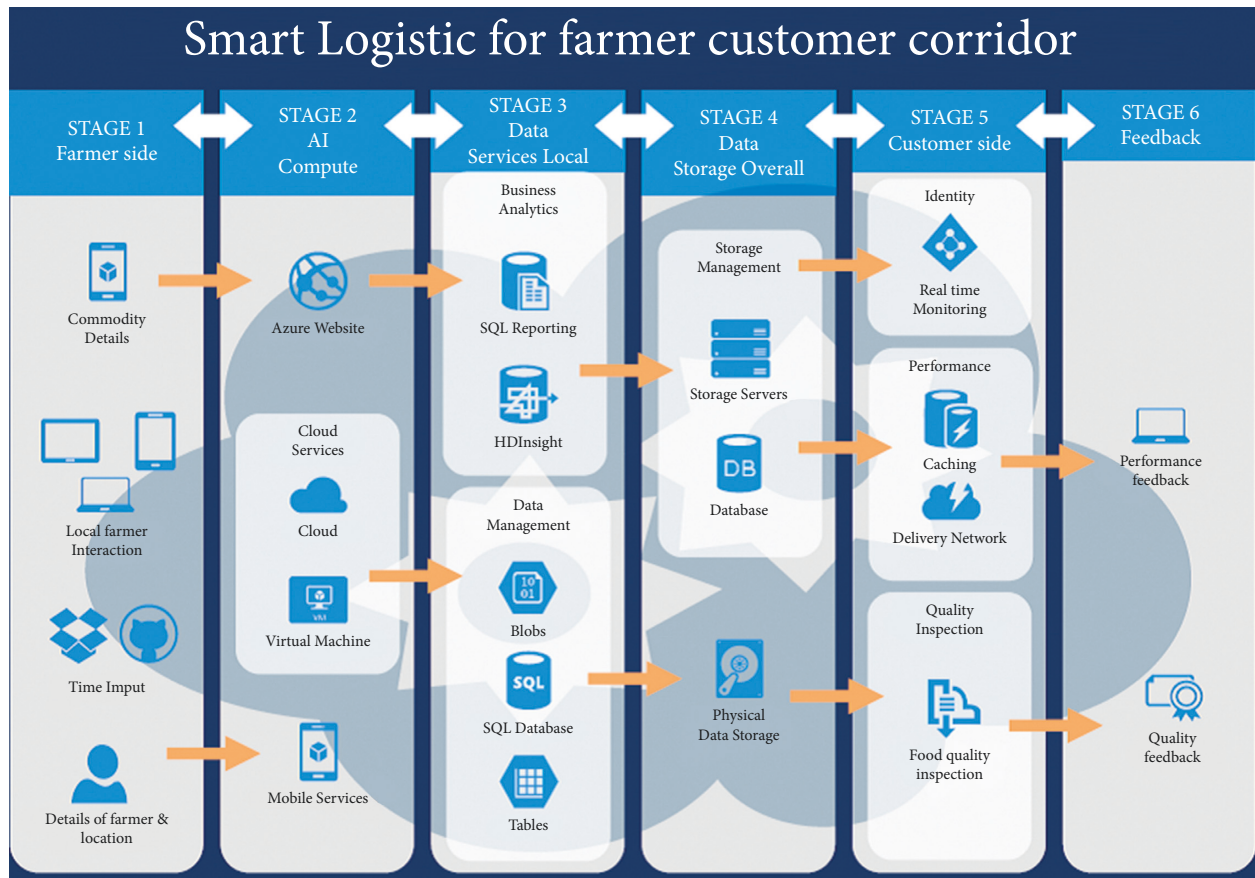 Smart Logistic for farmer customer corridor
STAGE 1
Farmer side
Commodity
Details
Local farmer
Interaction
Time Imput
Details of farmer &
location
STAGE 2
AI
Compute
Azure Website
Cloud
Services
Cloud
VM
Virtual Machine
Mobile Services
STAGE 3
Data
Services Local
Business
Analytics
SQL Reporting
HDInsight
Data
Management
10
01
Blobs
SQL
SQL Database
Tables
STAGE 4
Data
Storage Overall
Storage
Management
Storage Servers
DB
Database
Physical
Data Storage
STAGE 5
Customer side
Identity
Real time
Monitoring
Performance
Caching
Delivery Network
Quality
Inspection
Food quality
inspection
STAGE 6
Feedback
Performance
feedback
Quality
feedback